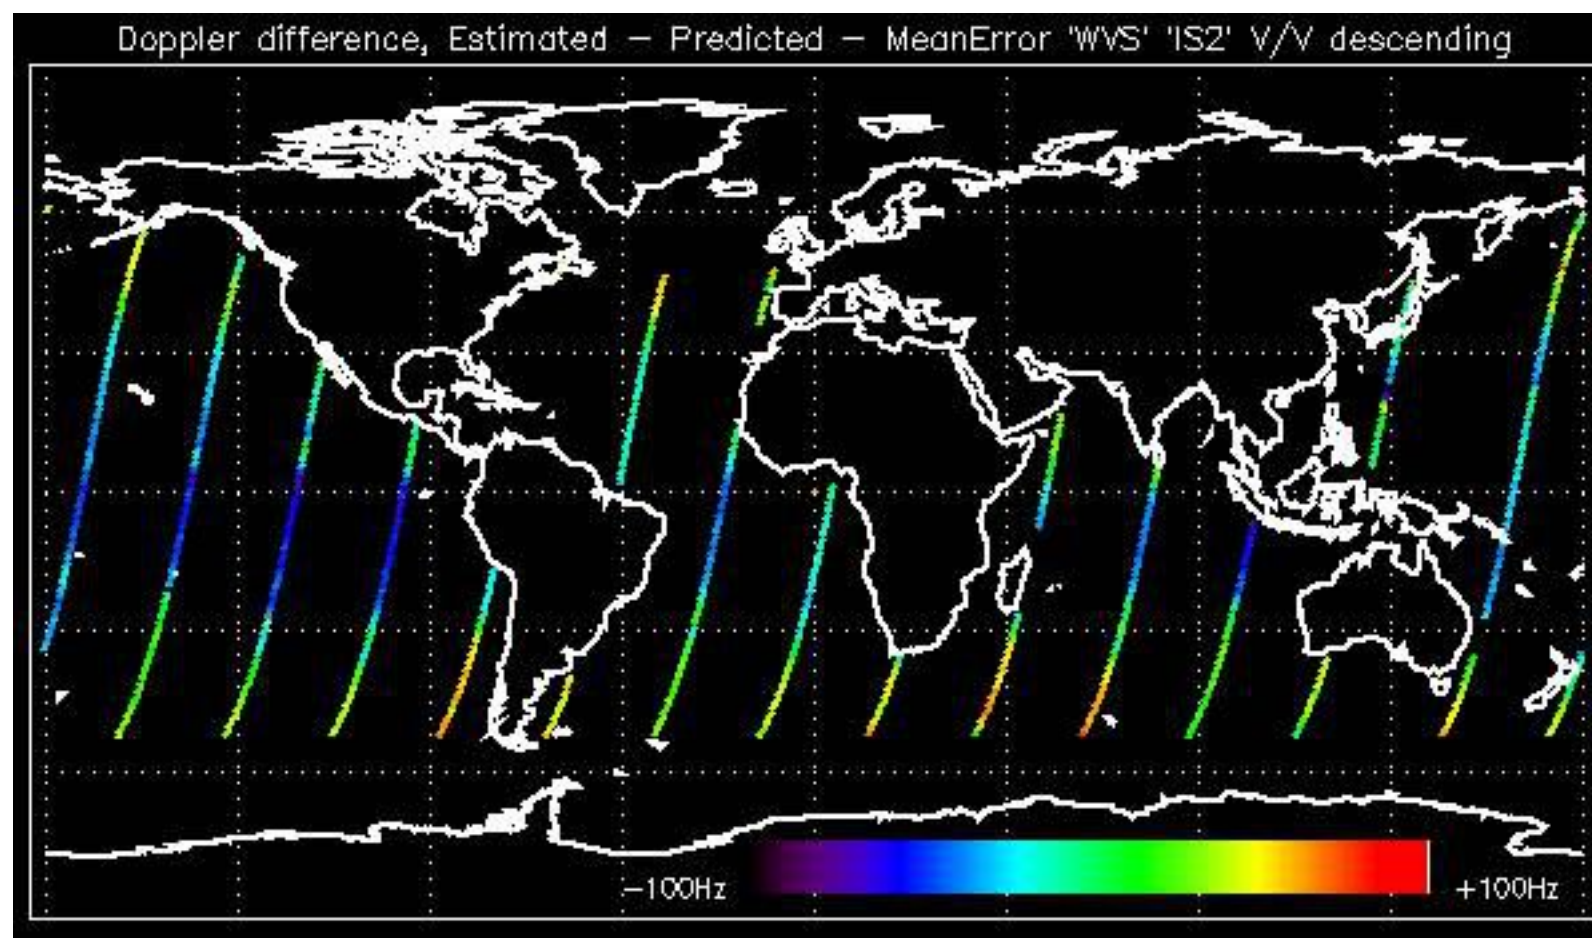 Doppler difference, Estimated − Predicted − MeanError 'WVS' 'IS2' V/V descending
−100Hz
+100Hz